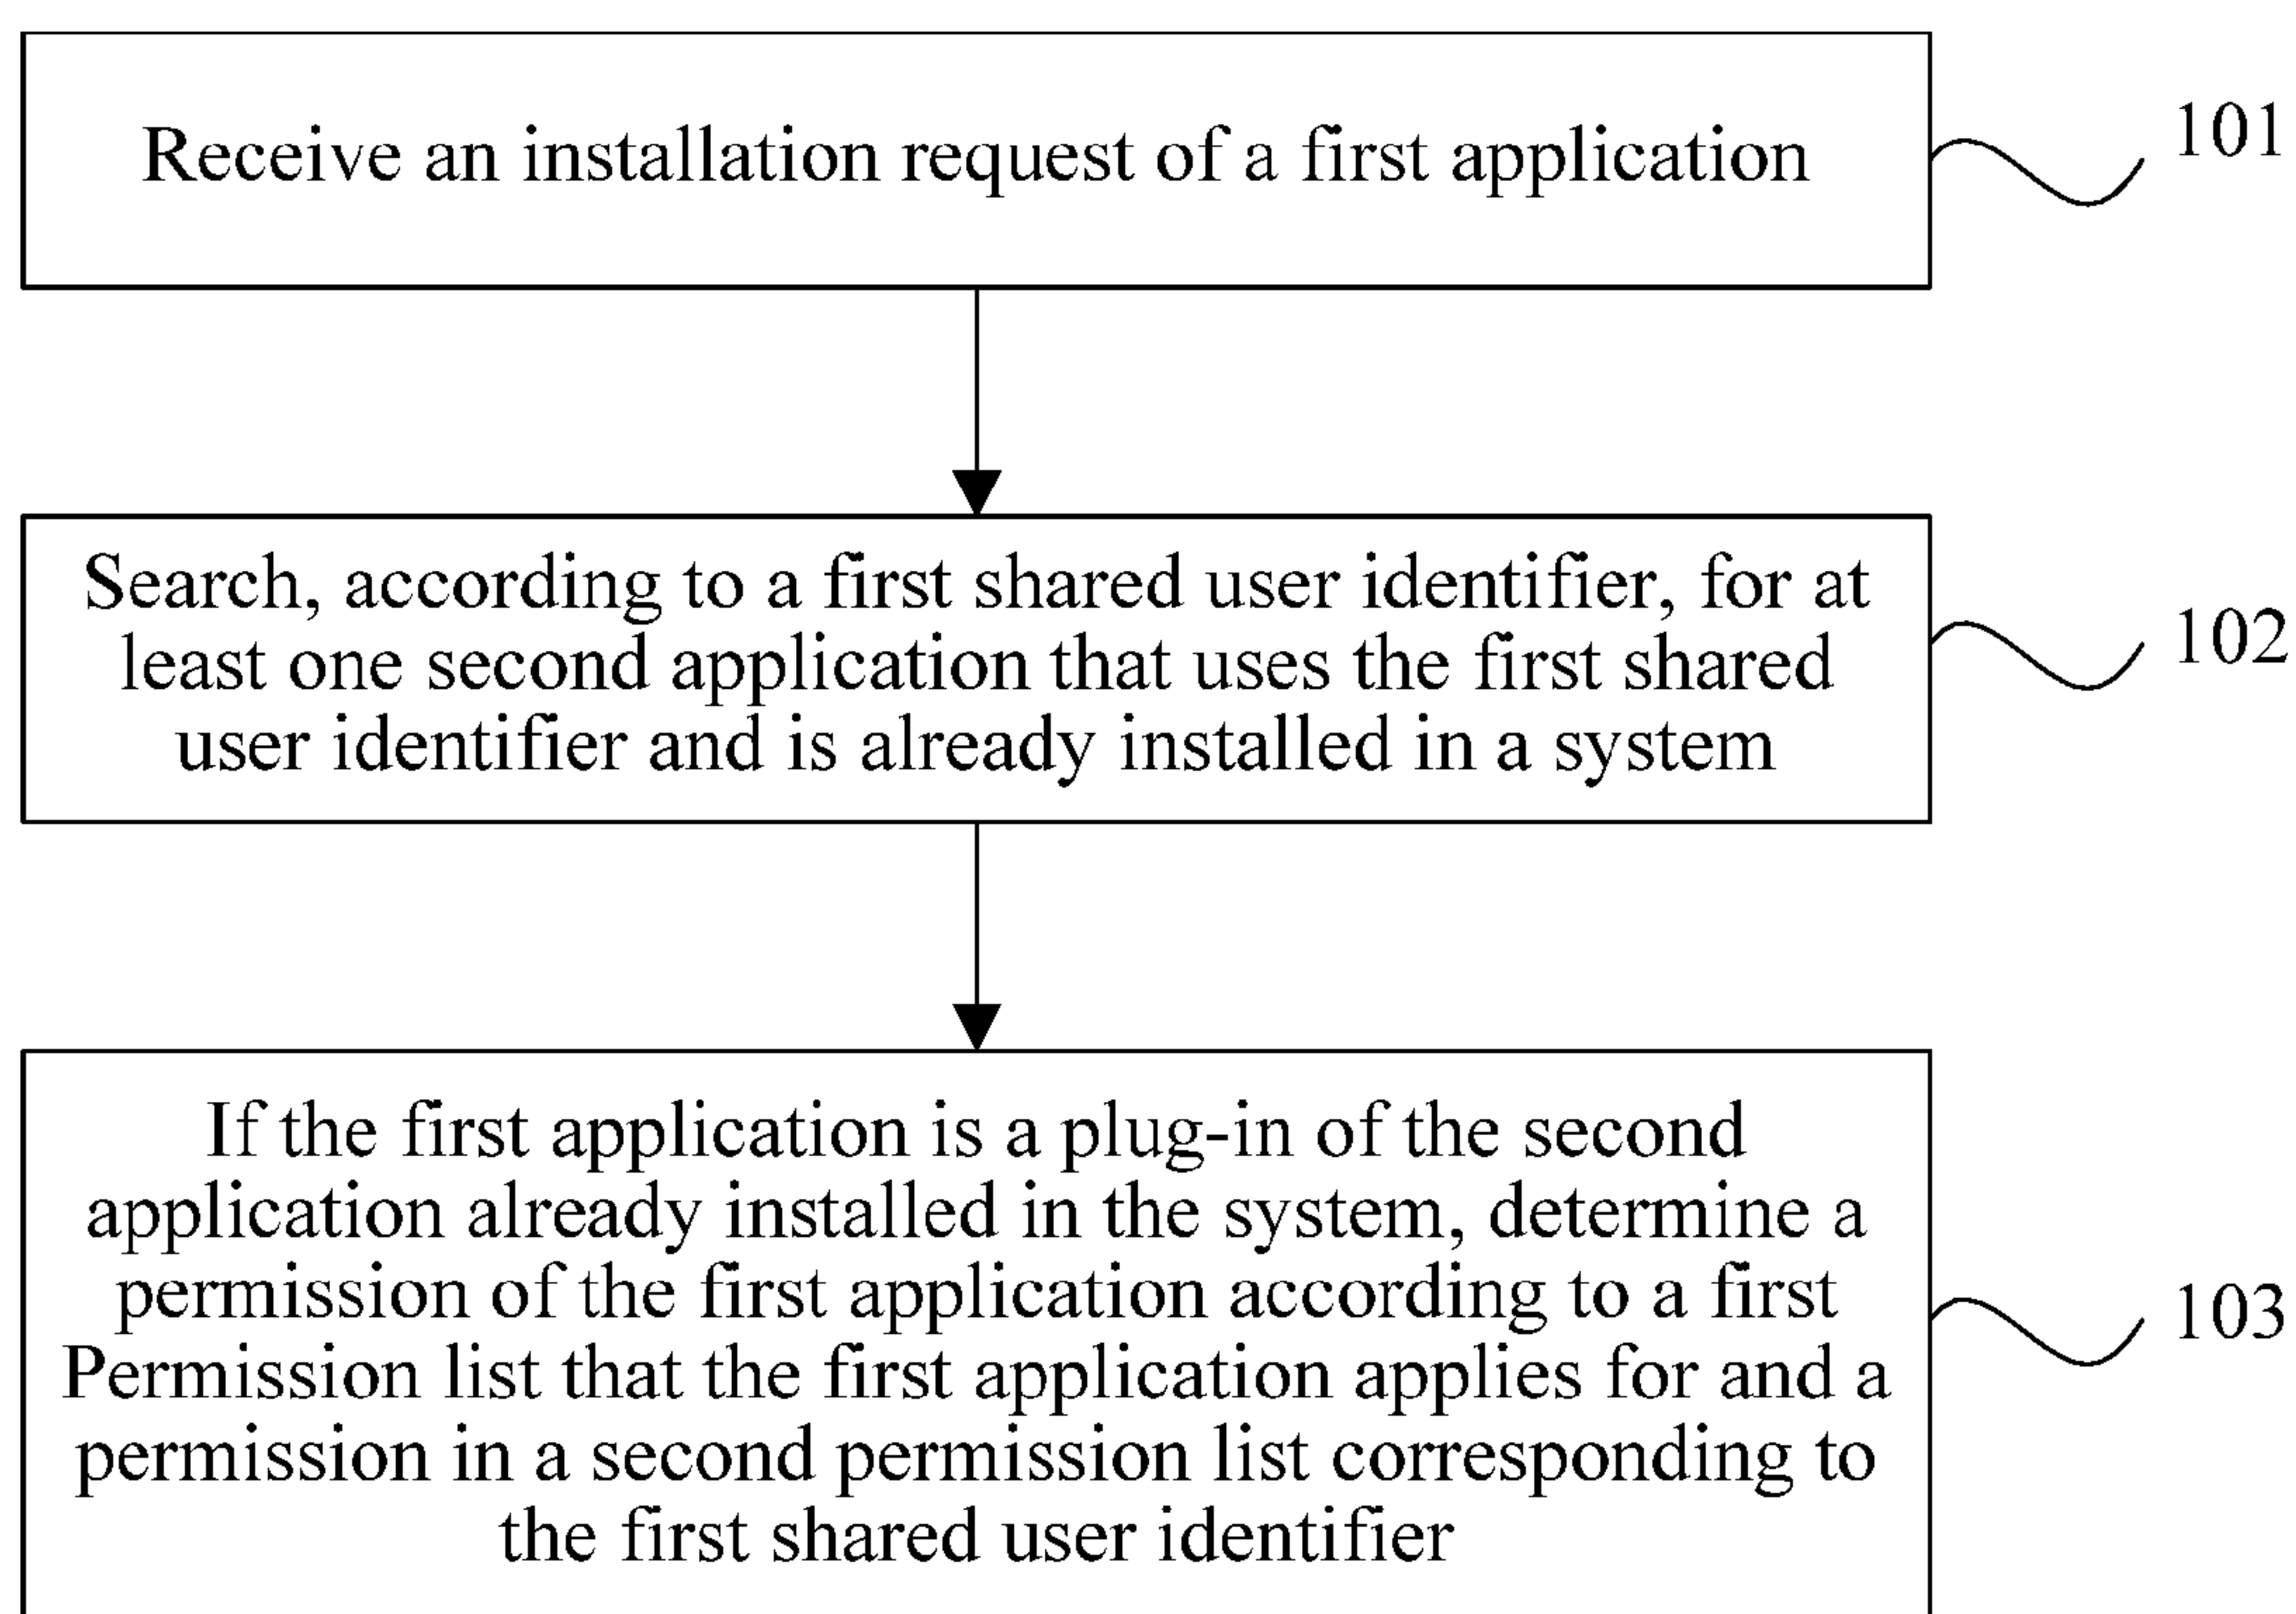 Receive an installation request of a first application
101
Search, according to a first shared user identifier, for at
least one second application that uses the first shared
user identifier and is already installed in a system
102
If the first application is a plug-in of the second
application already installed in the system, determine a
permission of the first application according to a first
Permission list that the first application applies for and a
permission in a second permission list corresponding to
the first shared user identifier
103